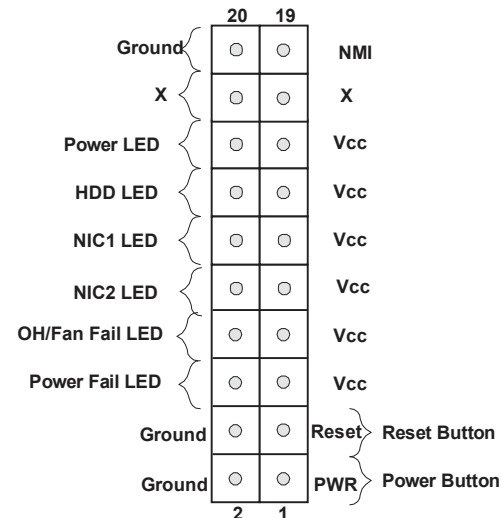 20 19
Ground NMI
X X
Power LED Vcc
HDD LED Vcc
NIC1 LED Vcc
NIC2 LED Vcc
OH/Fan Fail LED Vcc
Power Fail LED Vcc
Ground Reset Reset Button
Ground PWR Power Button
2 1